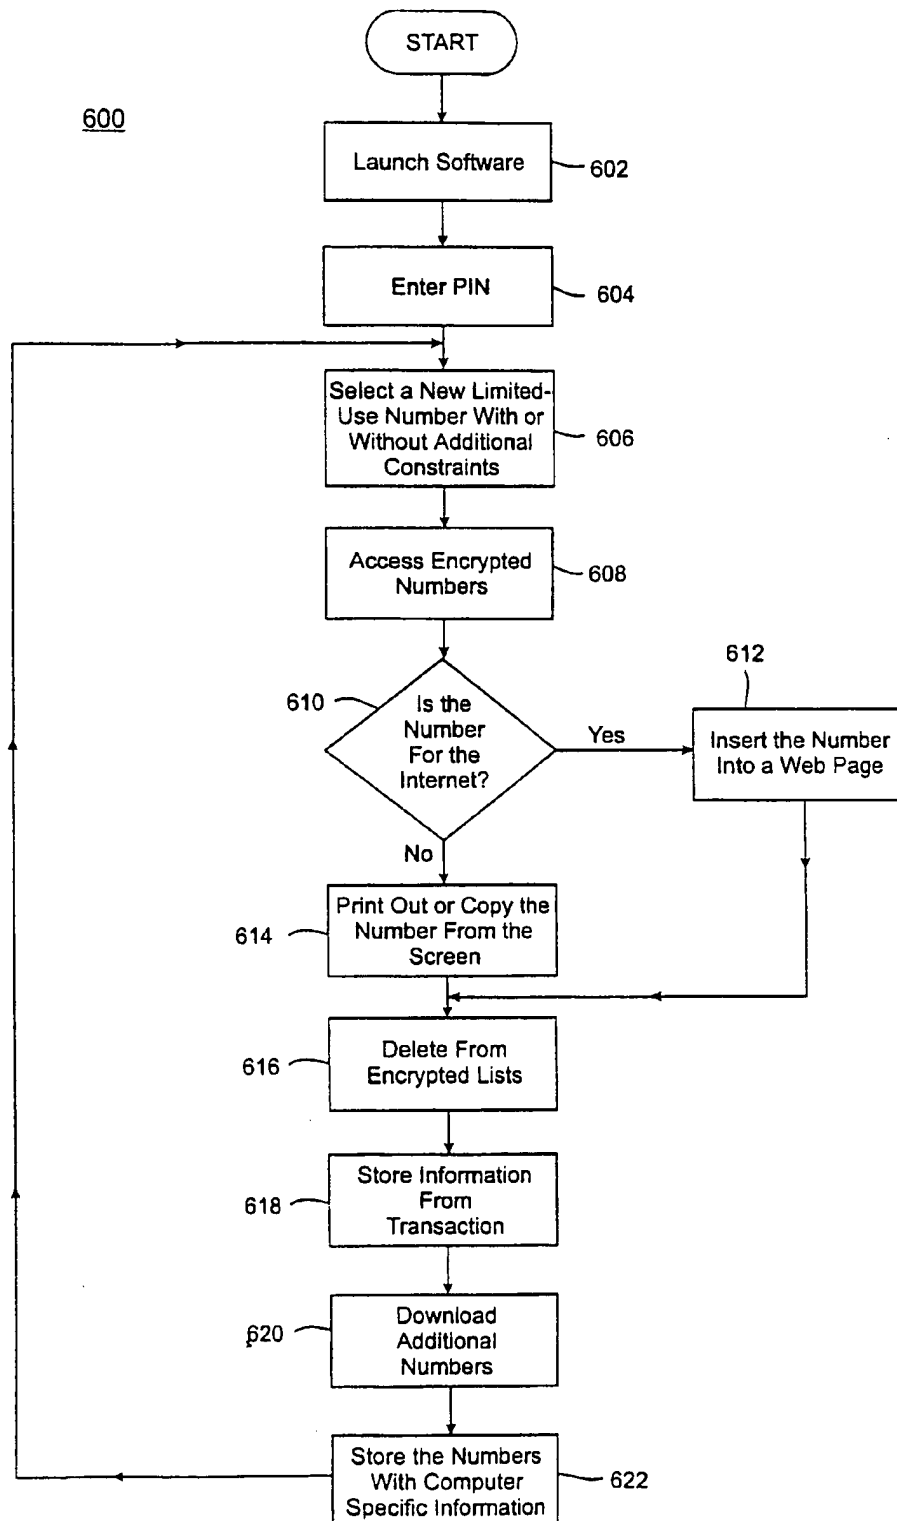 START
600
Launch Software
602
Enter PIN
604
Select a New Limited-
Use Number With or
Without Additional
Constraints
606
Access Encrypted
Numbers
608
610
Is the
Number
For the
Internet?
Yes
612
Insert the Number
Into a Web Page
No
614
Print Out or Copy the
Number From the
Screen
616
Delete From
Encrypted Lists
618
Store Information
From
Transaction
620
Download
Additional
Numbers
Store the Numbers
With Computer
Specific Information
622